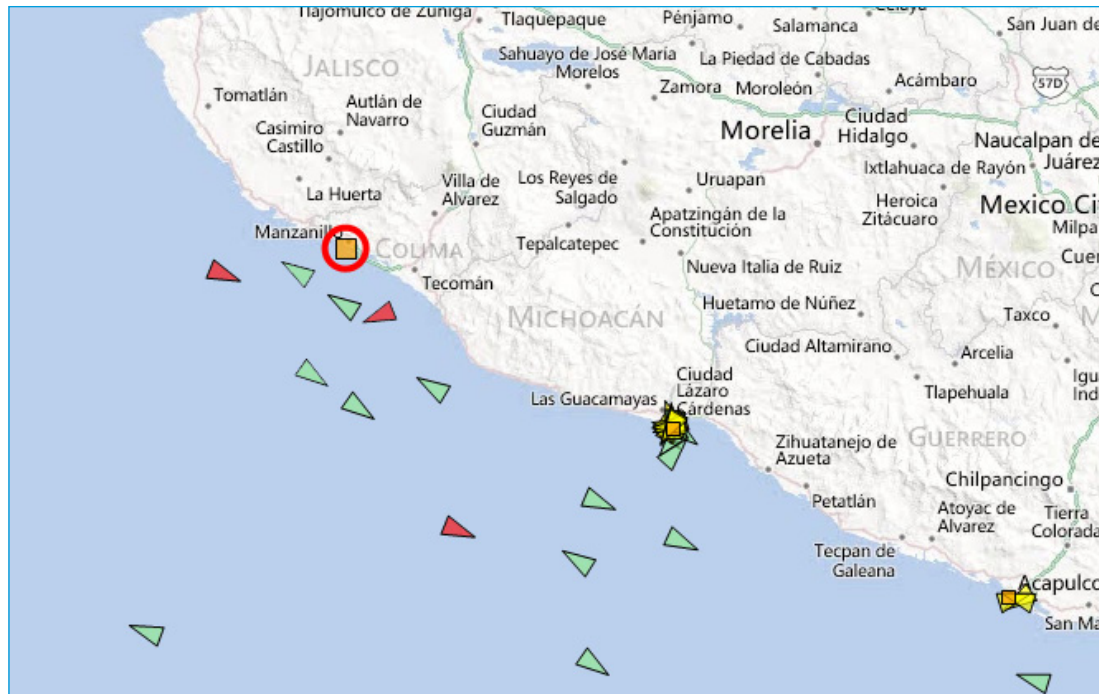 Tlajomulco de Zúñiga
Tlaquepaque
Pénjamo
Salamanca
Celaya
San Juan de
Sahuayo de José María
Morelos
La Piedad de Cabadas
JALISCO
Zamora
Moroleón
Acámbaro
57D
Tomatlán
Autlán de
Navarro
Ciudad
Guzmán
Morelia
Ciudad
Hidalgo
Naucalpan de
Juárez
Casimiro
Castillo
Ixtlahuaca de Rayón
La Huerta
Villa de
Alvarez
Los Reyes de
Salgado
Uruapan
Heroica
Zitácuaro
Mexico Ci
Manzanillo
COLIMA
Tepalcatepec
Apatzingán de la
Constitución
Milpa
Tecomán
Nueva Italia de Ruiz
MÉXICO
Cuer
Huetamo de Núñez
Taxco
MICHOACÁN
Ciudad Altamirano
Arcelia
Ciudad
Lázaro
Cárdenas
Tlapehuala
Igu
Ind
Las Guacamayas
Zihuatanejo de
Azueta
GUERRERO
Chilpancingo
Petatlán
Atoyac de
Alvarez
Tierra
Colorada
Tecpan de
Galeana
Acapulco
San Ma